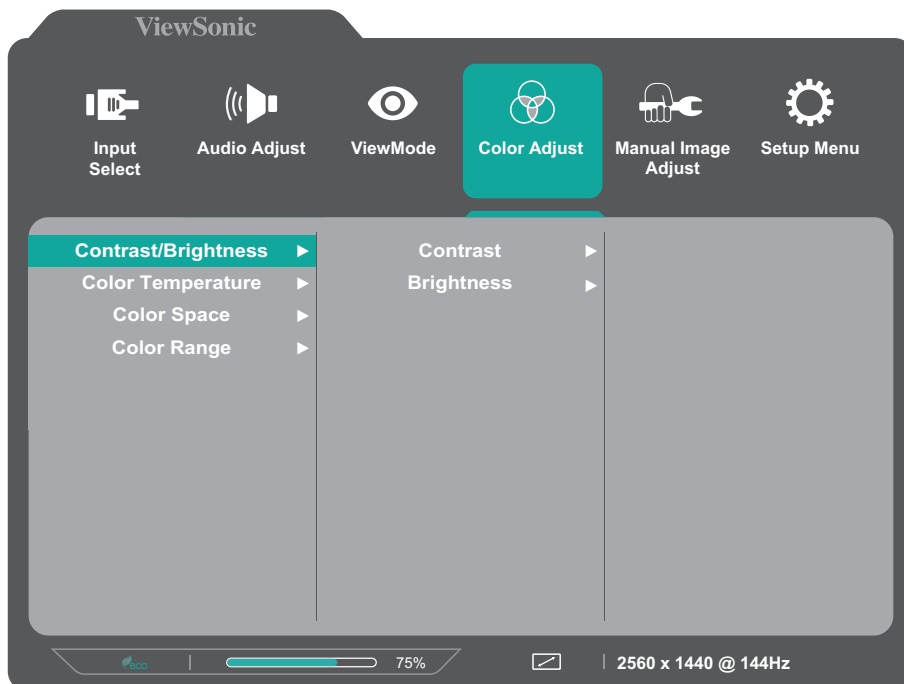 ViewSonic
Input
Select
Audio Adjust
ViewMode
Color Adjust
Manual Image
Adjust
Setup Menu
Contrast/Brightness
Color Temperature
Color Space
Color Range
Contrast
Brightness
eco
75%
2560 x 1440 @ 144Hz